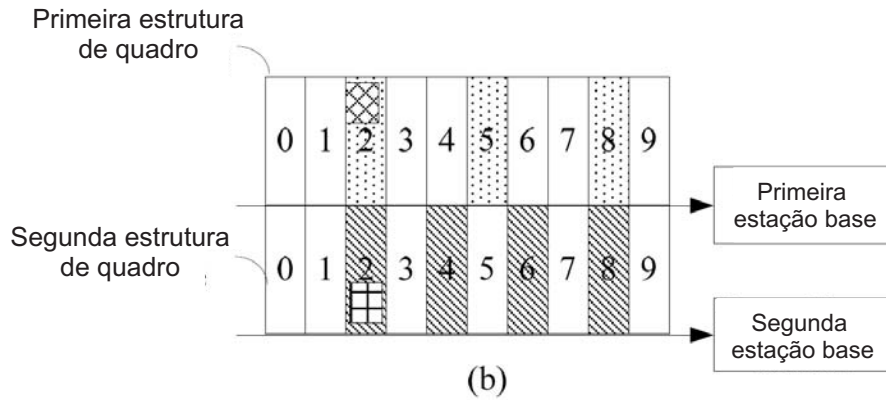 Primeira estrutura
de quadro
0 1 2 3 4 5 6 7 8 9
Primeira
estação base
Segunda estrutura
de quadro
0 1 2 3 4 5 6 7 8 9
Segunda
estação base
(b)